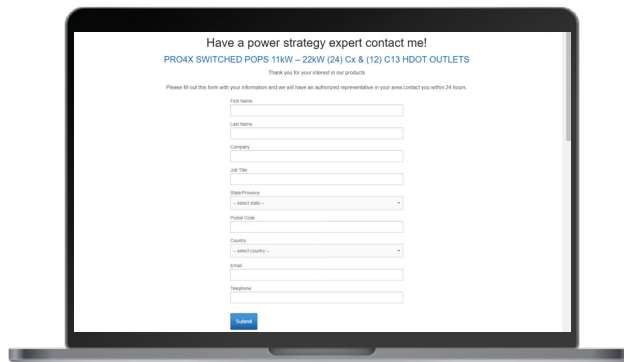 Have a power strategy expert contact me!
PRO4X SWITCHED POPS 11kW – 22kW (24) Cx & (12) C13 HDOT OUTLETS
Thank you for your interest in our products
Please fill out this form with your information and we will have an authorized representative in your area contact you within 24 hours.
First Name
Last Name
Company
Job Title
State/Province
-- select state --
Postal Code
Country
-- select country --
Email
Telephone
Submit